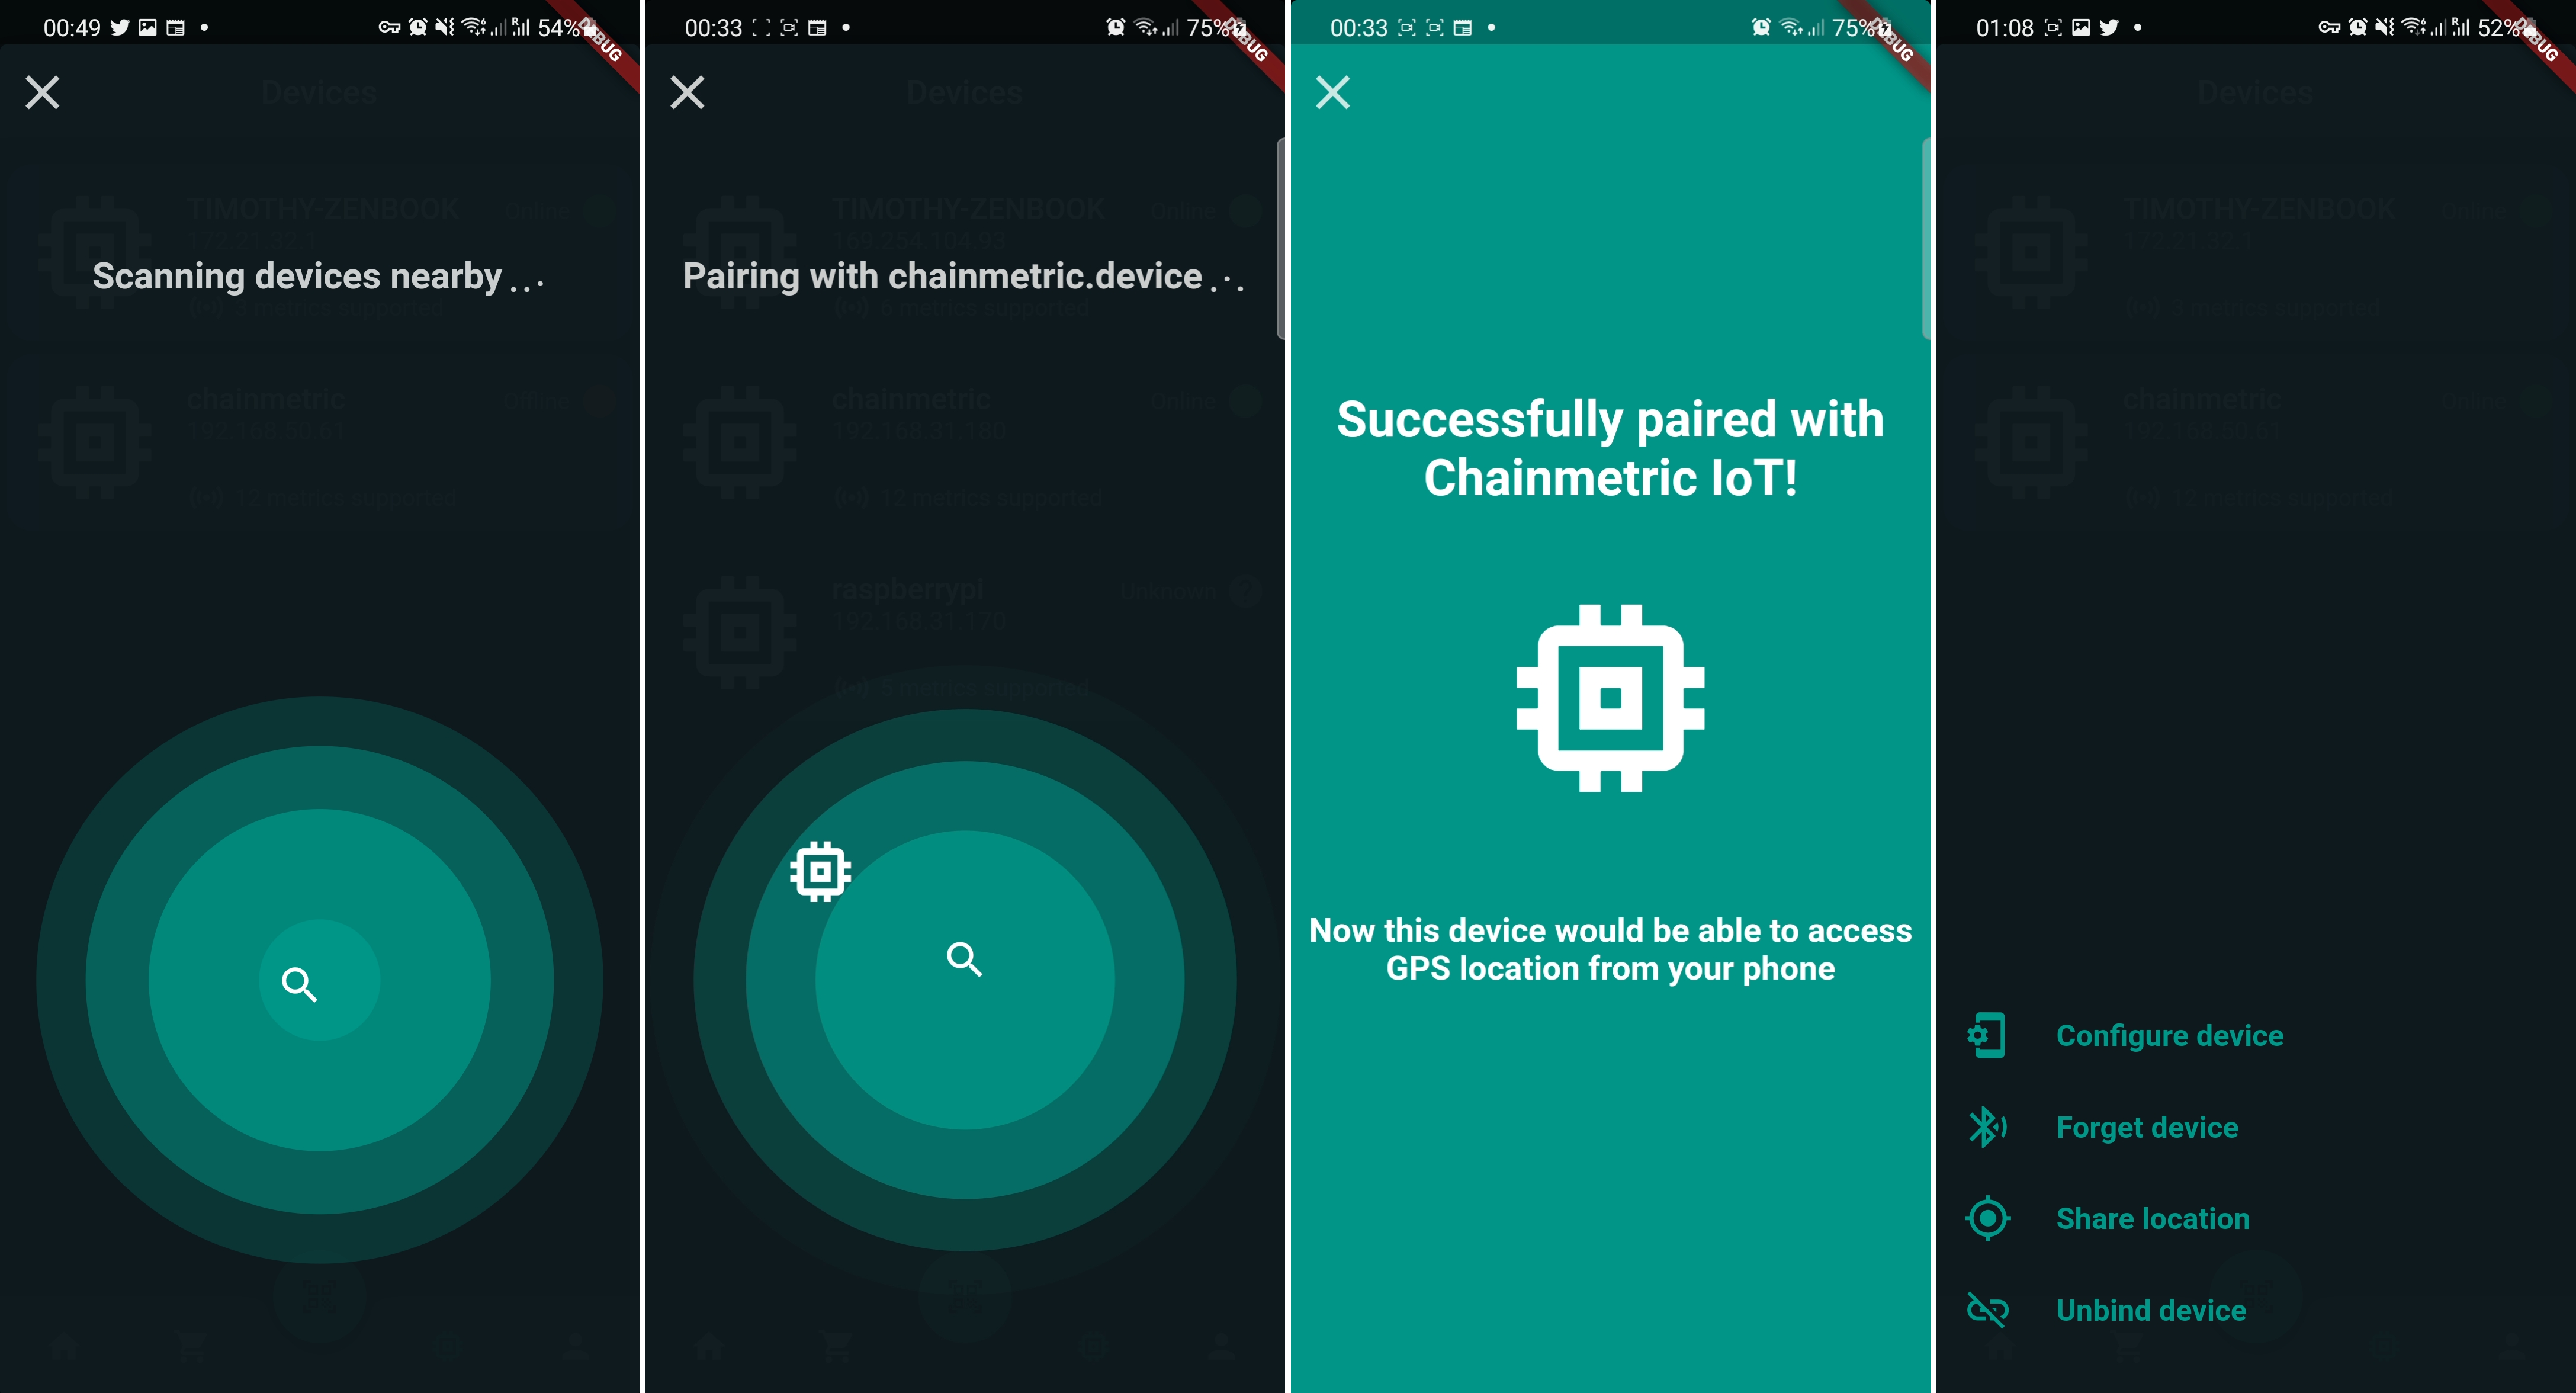 00:49
54%
DEBUG
Devices
TIMOTHY-ZENBOOK
Online
172.21.32.1
Scanning devices nearby...
3 metrics supported
chainmetric
Offline
192.168.50.61
12 metrics supported
00:33
75%
DEBUG
Devices
TIMOTHY-ZENBOOK
Online
169.254.104.93
Pairing with chainmetric.device...
6 metrics supported
chainmetric
Online
192.168.31.180
12 metrics supported
raspberrypi
Unknown
192.168.31.170
5 metrics supported
00:33
75%
DEBUG
Successfully paired with
Chainmetric IoT!
Now this device would be able to access
GPS location from your phone
01:08
52%
DEBUG
Devices
TIMOTHY-ZENBOOK
Online
172.21.32.1
3 metrics supported
chainmetric
Online
192.168.50.61
12 metrics supported
Configure device
Forget device
Share location
Unbind device